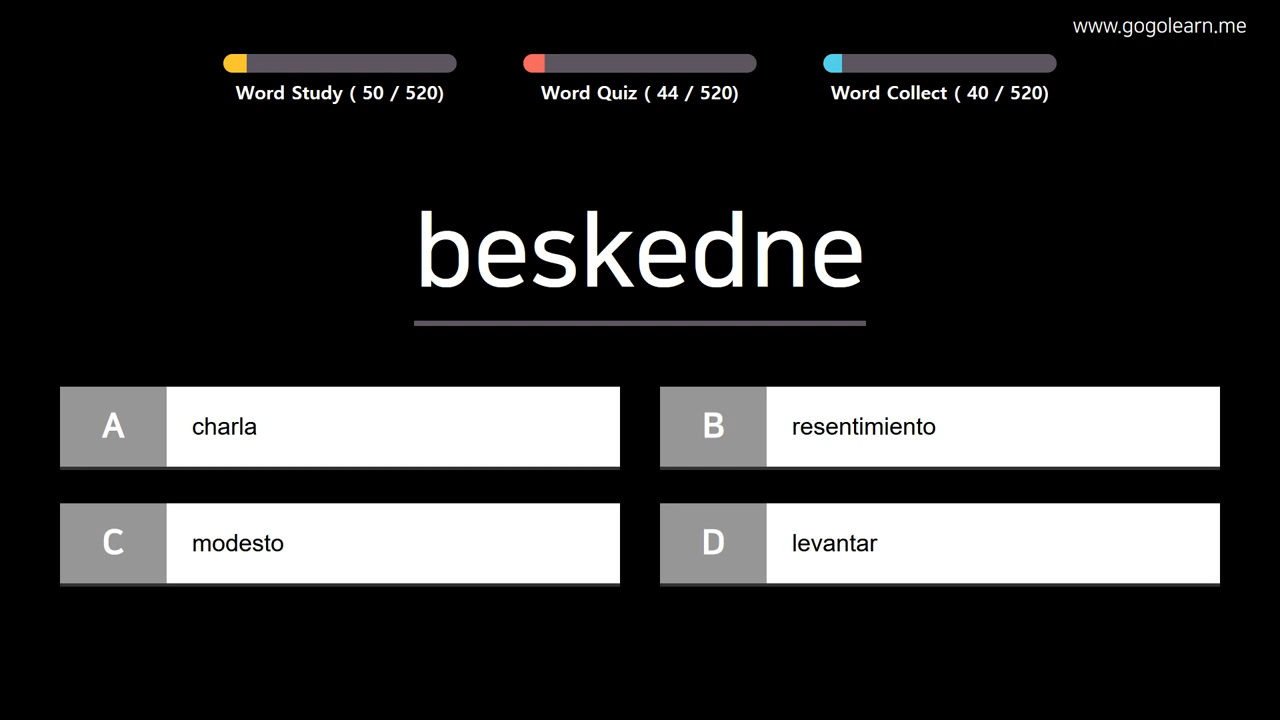 www.gogolearn.me
Word Study ( 50 / 520)
Word Quiz ( 44 / 520)
Word Collect ( 40 / 520)
beskedne
A charla
B resentimiento
C modesto
D levantar